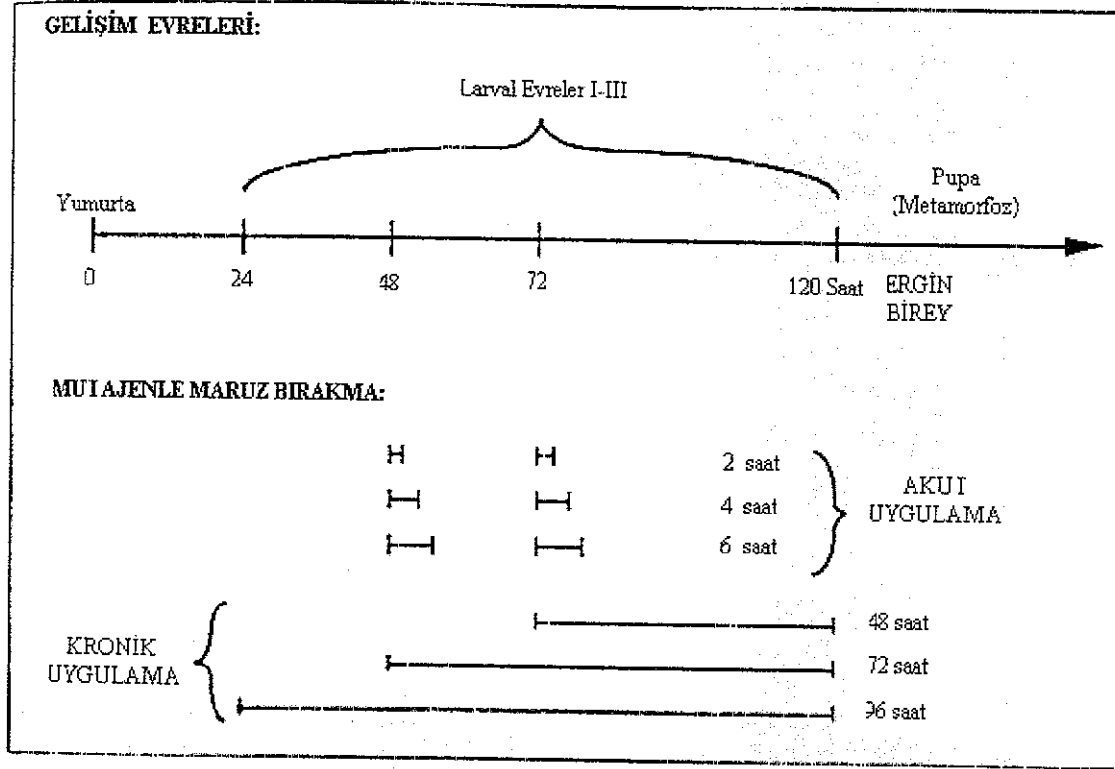 GELİŞİM EVRELERİ:
Larval Evreler I-III
Yumurta
Pupa
(Metamorfoz)
0
24
48
72
120 Saat
ERGİN
BİREY
MUTAJENLE MARUZ BIRAKMA:
2 saat
4 saat
6 saat
AKUT
UYGULAMA
48 saat
72 saat
96 saat
KRONİK
UYGULAMA